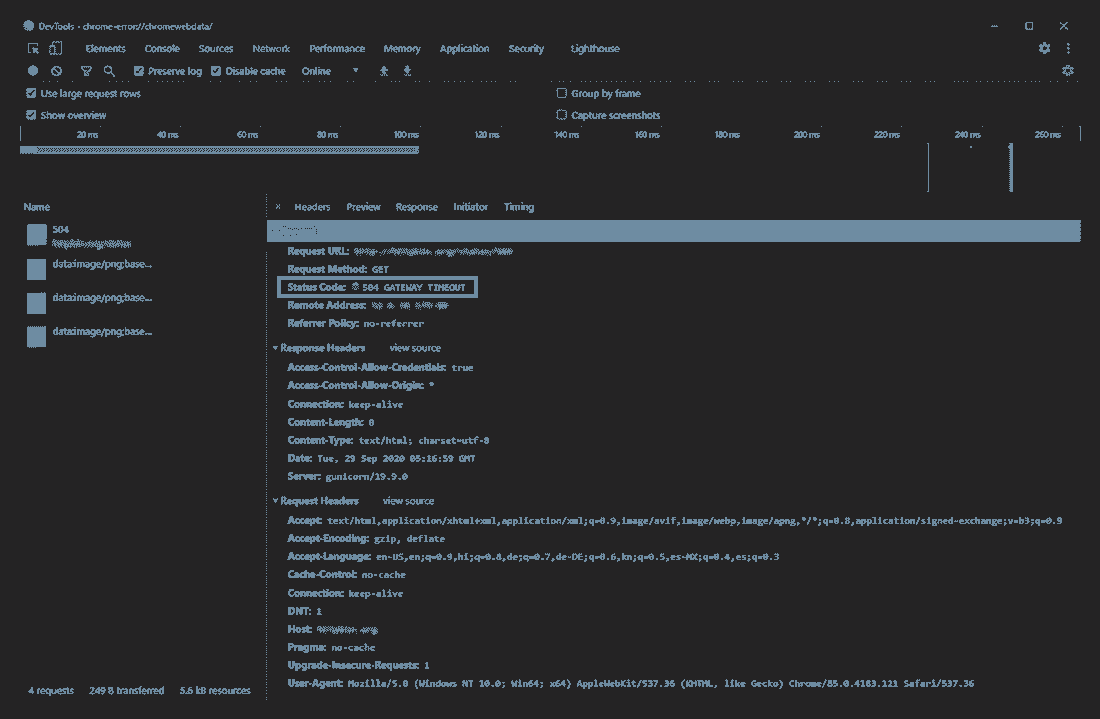 DevTools - chrome-error://chromewebdata/
Elements Console Sources Network Performance Memory Application Security Lighthouse
Preserve log Disable cache Online
Use large request rows Group by frame
Show overview Capture screenshots
20 ms 40 ms 60 ms 80 ms 100 ms 120 ms 140 ms 160 ms 180 ms 200 ms 220 ms 240 ms 260 ms
Name
× Headers Preview Response Initiator Timing
504
data:image/png;base...
data:image/png;base...
data:image/png;base...
Request URL:
Request Method: GET
Status Code: 504 GATEWAY TIMEOUT
Remote Address:
Referrer Policy: no-referrer
Response Headers view source
Access-Control-Allow-Credentials: true
Access-Control-Allow-Origin: *
Connection: keep-alive
Content-Length: 0
Content-Type: text/html; charset=utf-8
Date: Tue, 29 Sep 2020 05:16:59 GMT
Server: gunicorn/19.9.0
Request Headers view source
Accept: text/html,application/xhtml+xml,application/xml;q=0.9,image/avif,image/webp,image/apng,*/*;q=0.8,application/signed-exchange;v=b3;q=0.9
Accept-Encoding: gzip, deflate
Accept-Language: en-US,en;q=0.9,hi;q=0.8,de;q=0.7,de-DE;q=0.6,kn;q=0.5,es-MX;q=0.4,es;q=0.3
Cache-Control: no-cache
Connection: keep-alive
DNT: 1
Host:
Pragma: no-cache
Upgrade-Insecure-Requests: 1
User-Agent: Mozilla/5.0 (Windows NT 10.0; Win64; x64) AppleWebKit/537.36 (KHTML, like Gecko) Chrome/85.0.4183.121 Safari/537.36
4 requests 249 B transferred 5.6 kB resources